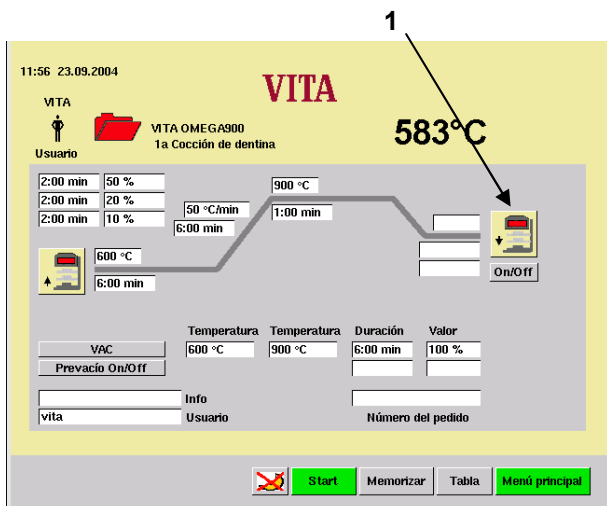 1
11:56 23.09.2004
VITA
VITA
Usuario
VITA OMEGA900
1a Cocción de dentina
583°C
2:00 min 50 %
2:00 min 20 %
2:00 min 10 %
50 °C/min
6:00 min
900 °C
1:00 min
600 °C
6:00 min
On/Off
Temperatura Temperatura Duración Valor
VAC 600 °C 900 °C 6:00 min 100 %
Prevacío On/Off
Info
vita Usuario Número del pedido
Start Memorizar Tabla Menú principal